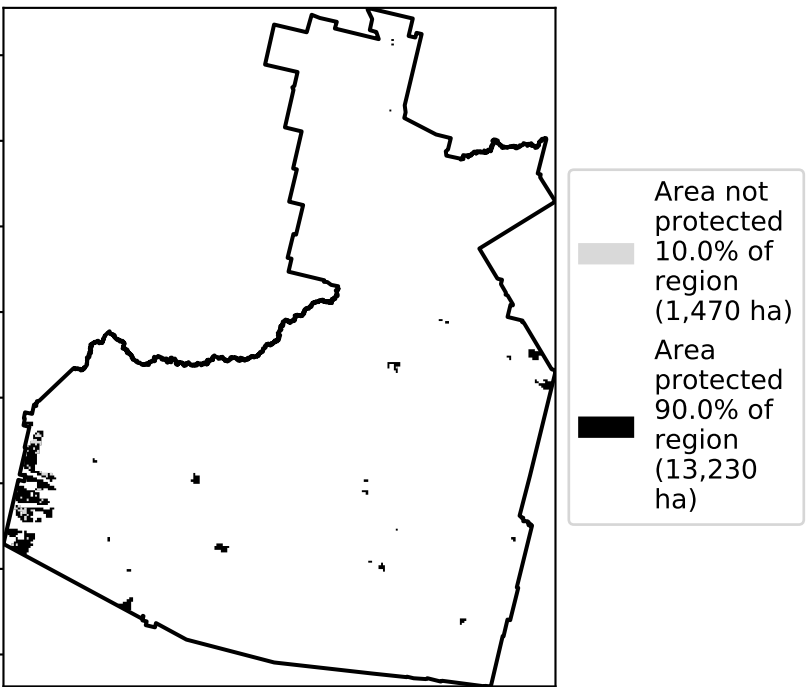 Area not
protected
10.0% of
region
(1,470 ha)
Area
protected
90.0% of
region
(13,230
ha)